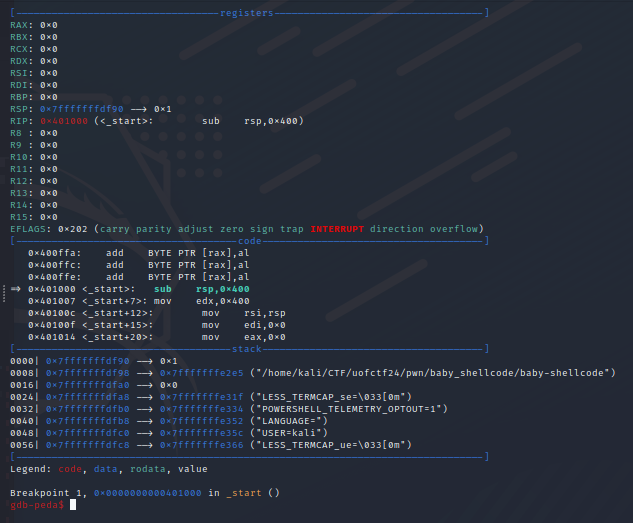 [----------------------------------registers-----------------------------------]
RAX: 0x0
RBX: 0x0
RCX: 0x0
RDX: 0x0
RSI: 0x0
RDI: 0x0
RBP: 0x0
RSP: 0x7fffffffdf90 --> 0x1
RIP: 0x401000 (<_start>:        sub    rsp,0x400)
R8 : 0x0
R9 : 0x0
R10: 0x0
R11: 0x0
R12: 0x0
R13: 0x0
R14: 0x0
R15: 0x0
EFLAGS: 0x202 (carry parity adjust zero sign trap INTERRUPT direction overflow)
[-------------------------------------code-------------------------------------]
   0x400ffa:    add    BYTE PTR [rax],al
   0x400ffc:    add    BYTE PTR [rax],al
   0x400ffe:    add    BYTE PTR [rax],al
=> 0x401000 <_start>:   sub    rsp,0x400
   0x401007 <_start+7>: mov    edx,0x400
   0x40100c <_start+12>:        mov    rsi,rsp
   0x40100f <_start+15>:        mov    edi,0x0
   0x401014 <_start+20>:        mov    eax,0x0
[------------------------------------stack-------------------------------------]
0000| 0x7fffffffdf90 --> 0x1
0008| 0x7fffffffdf98 --> 0x7fffffffe2e5 ("/home/kali/CTF/uofctf24/pwn/baby_shellcode/baby-shellcode")
0016| 0x7fffffffdfa0 --> 0x0
0024| 0x7fffffffdfa8 --> 0x7fffffffe31f ("LESS_TERMCAP_se=\033[0m")
0032| 0x7fffffffdfb0 --> 0x7fffffffe334 ("POWERSHELL_TELEMETRY_OPTOUT=1")
0040| 0x7fffffffdfb8 --> 0x7fffffffe352 ("LANGUAGE=")
0048| 0x7fffffffdfc0 --> 0x7fffffffe35c ("USER=kali")
0056| 0x7fffffffdfc8 --> 0x7fffffffe366 ("LESS_TERMCAP_ue=\033[0m")
[------------------------------------------------------------------------------]
Legend: code, data, rodata, value
Breakpoint 1, 0x0000000000401000 in _start ()
gdb-peda$